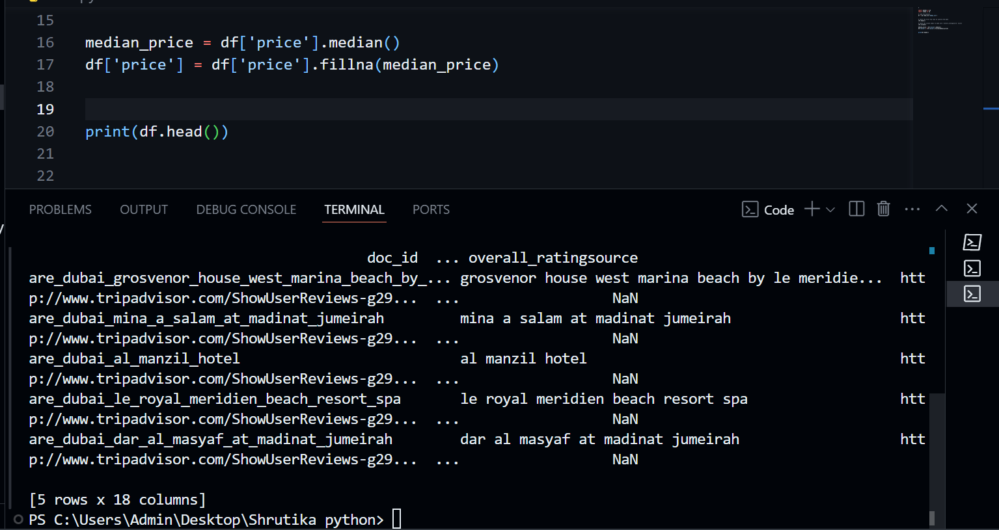 15
16 median_price = df['price'].median()
17 df['price'] = df['price'].fillna(median_price)
18
19
20 print(df.head())
21
22
PROBLEMS OUTPUT DEBUG CONSOLE TERMINAL PORTS Code
doc_id ... overall_ratingsource
are_dubai_grosvenor_house_west_marina_beach_by_... grosvenor house west marina beach by le meridie... htt
p://www.tripadvisor.com/ShowUserReviews-g29... ... NaN
are_dubai_mina_a_salam_at_madinat_jumeirah mina a salam at madinat jumeirah htt
p://www.tripadvisor.com/ShowUserReviews-g29... ... NaN
are_dubai_al_manzil_hotel al manzil hotel htt
p://www.tripadvisor.com/ShowUserReviews-g29... ... NaN
are_dubai_le_royal_meridien_beach_resort_spa le royal meridien beach resort spa htt
p://www.tripadvisor.com/ShowUserReviews-g29... ... NaN
are_dubai_dar_al_masyaf_at_madinat_jumeirah dar al masyaf at madinat jumeirah htt
p://www.tripadvisor.com/ShowUserReviews-g29... ... NaN
[5 rows x 18 columns]
PS C:\Users\Admin\Desktop\Shrutika python>